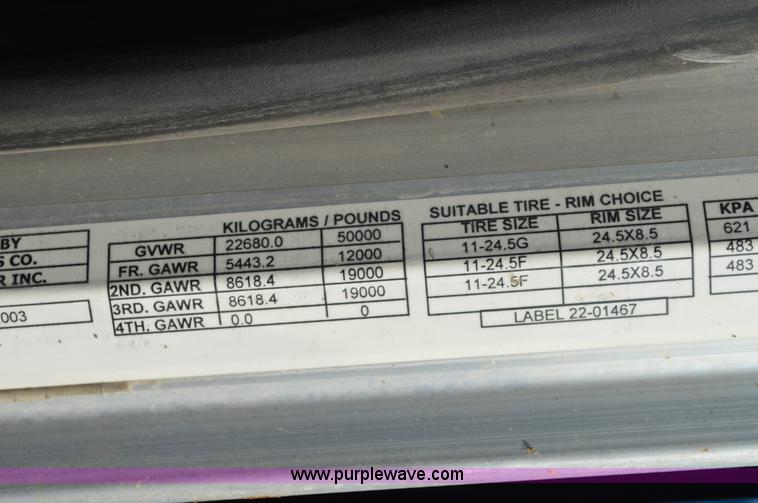 BY
S CO.
R INC.
003
KILOGRAMS / POUNDS
GVWR 22680.0 50000
FR. GAWR 5443.2 12000
2ND. GAWR 8618.4 19000
3RD. GAWR 8618.4 19000
4TH. GAWR 0.0 0
SUITABLE TIRE - RIM CHOICE
TIRE SIZE RIM SIZE
11-24.5G 24.5X8.5
11-24.5F 24.5X8.5
11-24.5F 24.5X8.5
LABEL 22-01467
KPA
621
483
483
www.purplewave.com